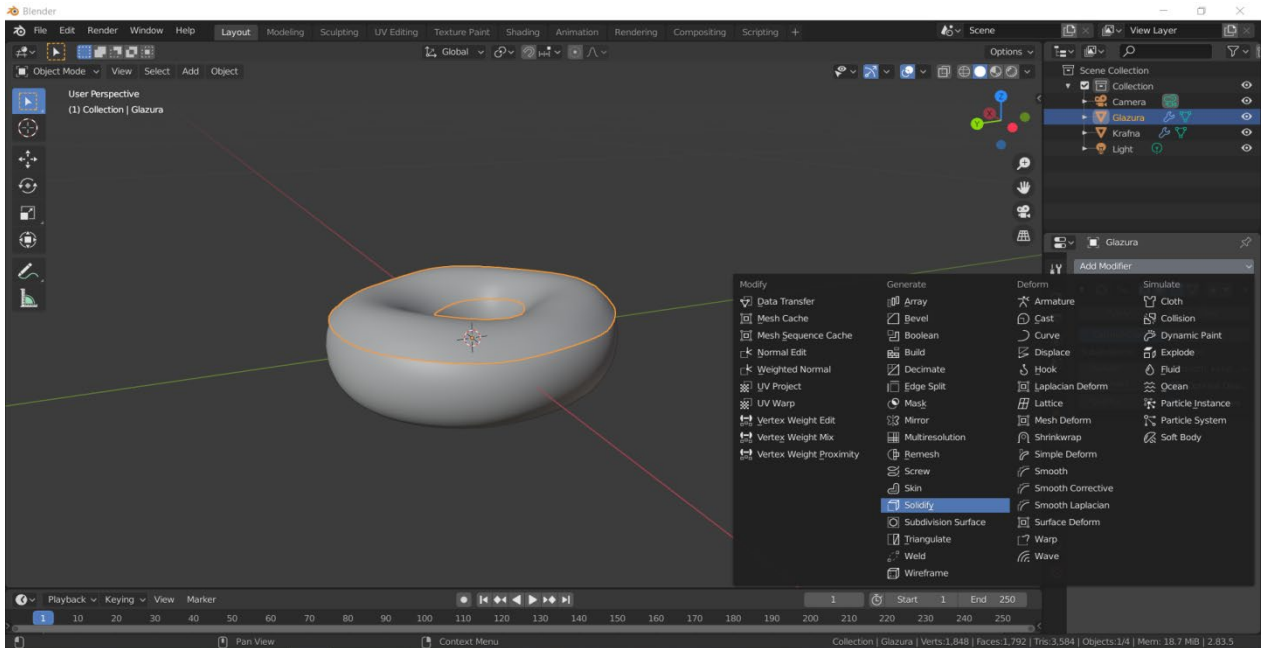 Blender
File Edit Render Window Help Layout Modeling Sculpting UV Editing Texture Paint Shading Animation Rendering Compositing Scripting + Scene View Layer
Global Options
Object Mode View Select Add Object
User Perspective
(1) Collection | Glazura
Z
Y
Scene Collection
Collection
Camera
Glazura
Krafna
Light
Glazura
Add Modifier
Modify
Data Transfer
Mesh Cache
Mesh Sequence Cache
Normal Edit
Weighted Normal
UV Project
UV Warp
Vertex Weight Edit
Vertex Weight Mix
Vertex Weight Proximity
Generate
Array
Bevel
Boolean
Build
Decimate
Edge Split
Mask
Mirror
Multiresolution
Remesh
Screw
Skin
Solidify
Subdivision Surface
Triangulate
Weld
Wireframe
Deform
Armature
Cast
Curve
Displace
Hook
Laplacian Deform
Lattice
Mesh Deform
Shrinkwrap
Simple Deform
Smooth
Smooth Corrective
Smooth Laplacian
Surface Deform
Warp
Wave
Simulate
Cloth
Collision
Dynamic Paint
Explode
Fluid
Ocean
Particle Instance
Particle System
Soft Body
Playback Keying View Marker 1 Start 1 End 250
1 10 20 30 40 50 60 70 80 90 100 110 120 130 140 150 160 170 180 190 200 210 220 230 240 250
Pan View Context Menu Collection | Glazura | Verts:1,848 | Faces:1,792 | Tris:3,584 | Objects:1/4 | Mem: 18.7 MiB | 2.83.5